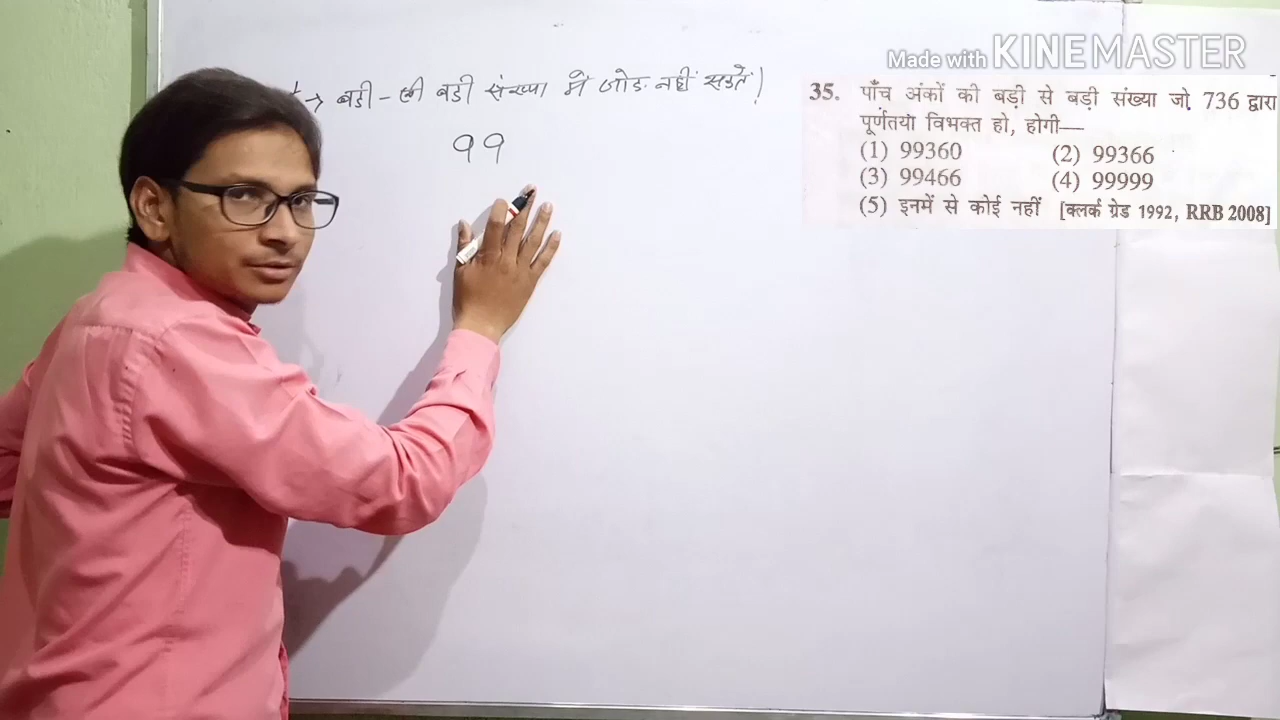 Made with KINEMASTER
→ बड़ी - से बड़ी संख्या में जोड़ नहीं सकते।
99
35. पाँच अंकों की बड़ी से बड़ी संख्या जो 736 द्वारा
पूर्णतया विभक्त हो, होगी—
(1) 99360 (2) 99366
(3) 99466 (4) 99999
(5) इनमें से कोई नहीं [क्लर्क ग्रेड 1992, RRB 2008]